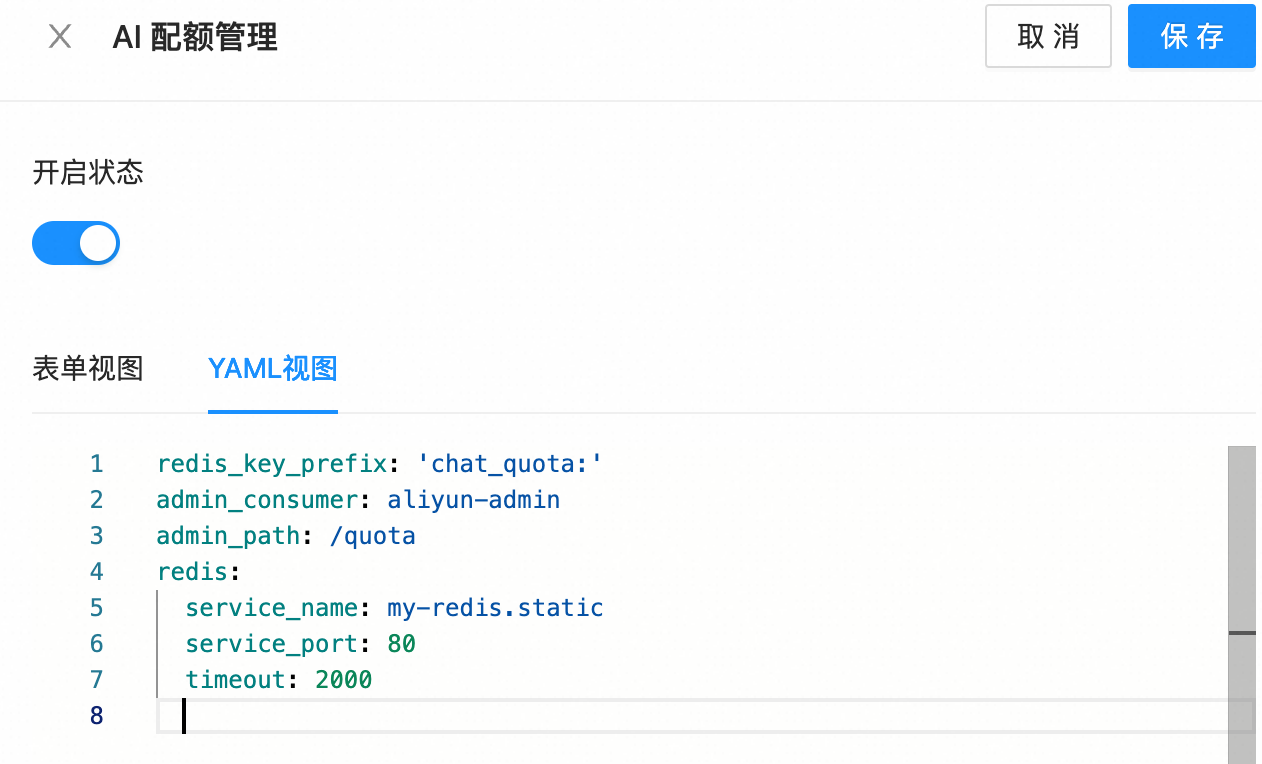 AI 配额管理
取 消
保 存
开启状态
表单视图
YAML视图
1 redis_key_prefix: 'chat_quota:'
2 admin_consumer: aliyun-admin
3 admin_path: /quota
4 redis:
5   service_name: my-redis.static
6   service_port: 80
7   timeout: 2000
8